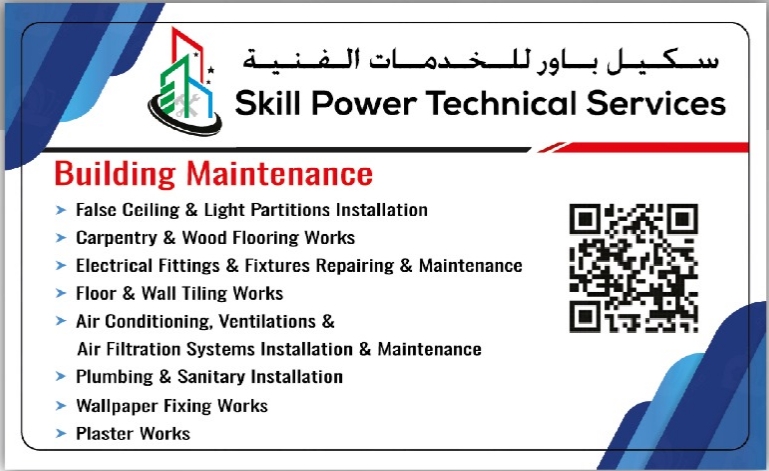 سكيل باور للخدمات الفنية
Skill Power Technical Services
Building Maintenance
False Ceiling & Light Partitions Installation
Carpentry & Wood Flooring Works
Electrical Fittings & Fixtures Repairing & Maintenance
Floor & Wall Tiling Works
Air Conditioning, Ventilations &
Air Filtration Systems Installation & Maintenance
Plumbing & Sanitary Installation
Wallpaper Fixing Works
Plaster Works